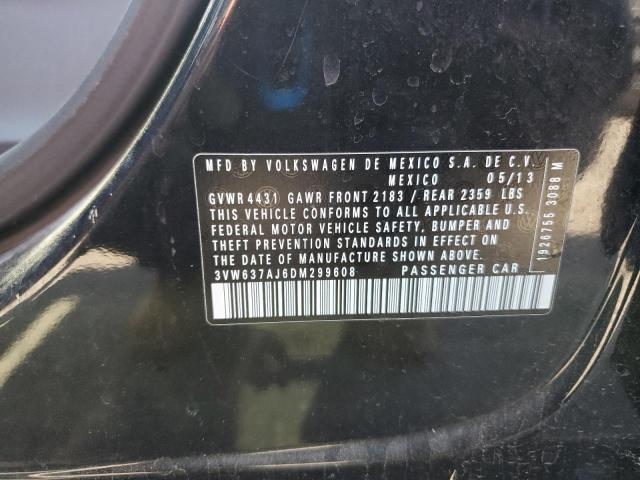 MFD BY VOLKSWAGEN DE MEXICO S.A. DE C.V.
MEXICO 05/13
GVWR 4431 GAWR FRONT 2183 / REAR 2359 LBS
THIS VEHICLE CONFORMS TO ALL APPLICABLE U.S.
FEDERAL MOTOR VEHICLE SAFETY, BUMPER AND
THEFT PREVENTION STANDARDS IN EFFECT ON
THE DATE OF MANUFACTURE SHOWN ABOVE.
3VW637AJ6DM299608 PASSENGER CAR
1926755 3088 M